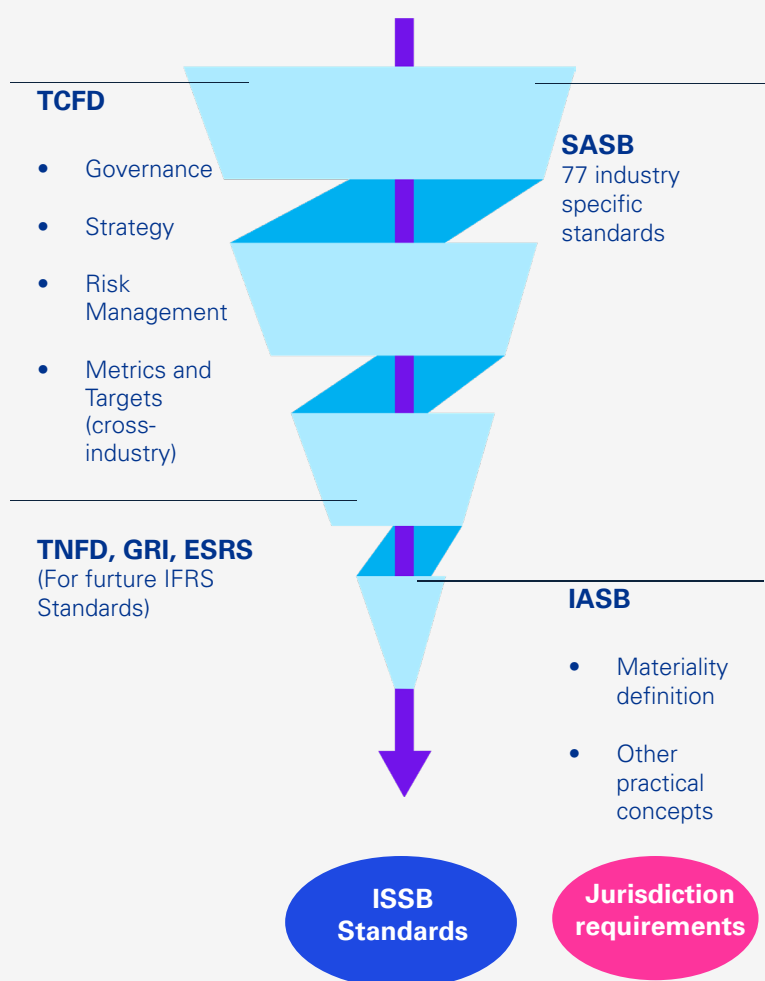 TCFD
• Governance
• Strategy
• Risk
Management
• Metrics and
Targets
(cross-
industry)
SASB
77 industry
specific
standards
TNFD, GRI, ESRS
(For furture IFRS
Standards)
IASB
• Materiality
definition
• Other
practical
concepts
ISSB
Standards
Jurisdiction
requirements